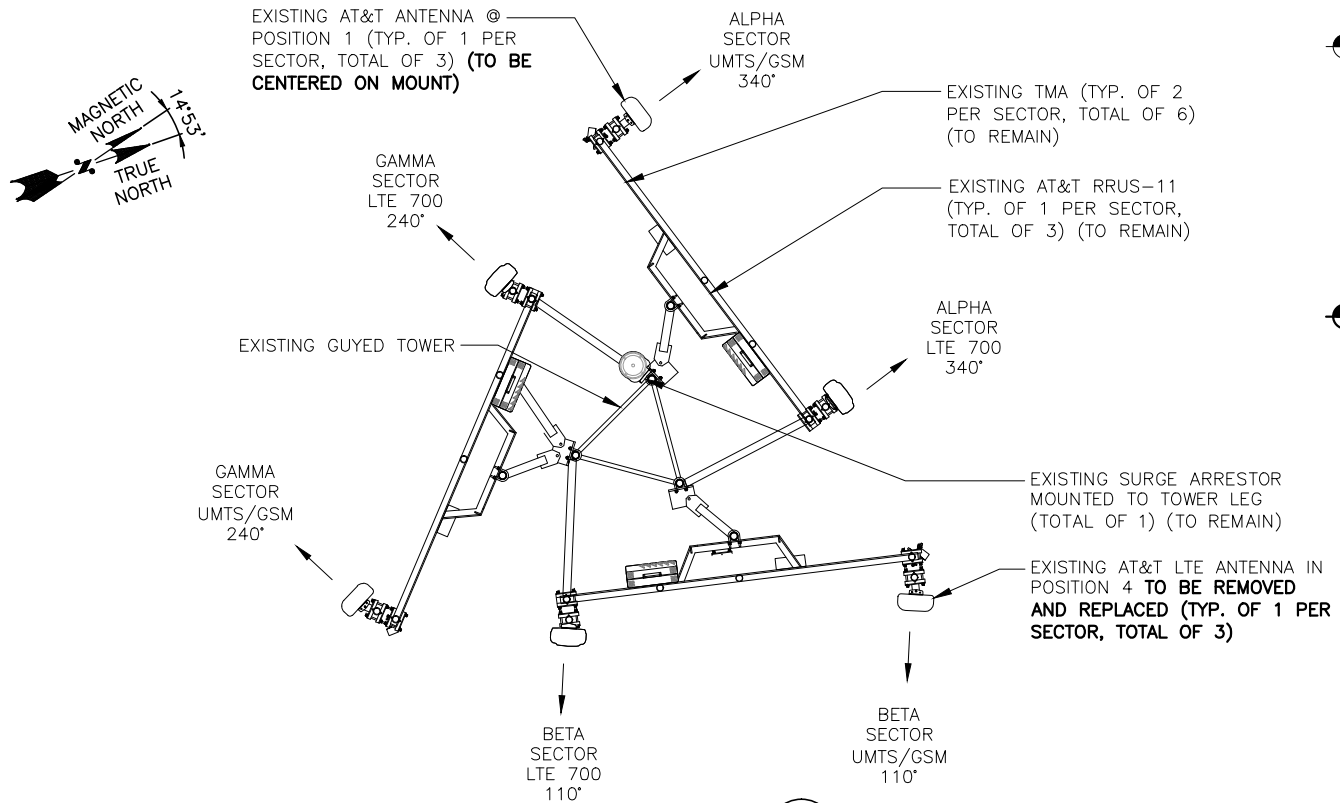 EXISTING AT&T ANTENNA @
POSITION 1 (TYP. OF 1 PER
SECTOR, TOTAL OF 3) (TO BE
CENTERED ON MOUNT)
ALPHA
SECTOR
UMTS/GSM
340°
MAGNETIC
NORTH
14°53'
N
TRUE
NORTH
EXISTING TMA (TYP. OF 2
PER SECTOR, TOTAL OF 6)
(TO REMAIN)
GAMMA
SECTOR
LTE 700
240°
EXISTING AT&T RRUS-11
(TYP. OF 1 PER SECTOR,
TOTAL OF 3) (TO REMAIN)
ALPHA
SECTOR
LTE 700
340°
EXISTING GUYED TOWER
GAMMA
SECTOR
UMTS/GSM
240°
EXISTING SURGE ARRESTOR
MOUNTED TO TOWER LEG
(TOTAL OF 1) (TO REMAIN)
EXISTING AT&T LTE ANTENNA IN
POSITION 4 TO BE REMOVED
AND REPLACED (TYP. OF 1 PER
SECTOR, TOTAL OF 3)
BETA
SECTOR
LTE 700
110°
BETA
SECTOR
UMTS/GSM
110°